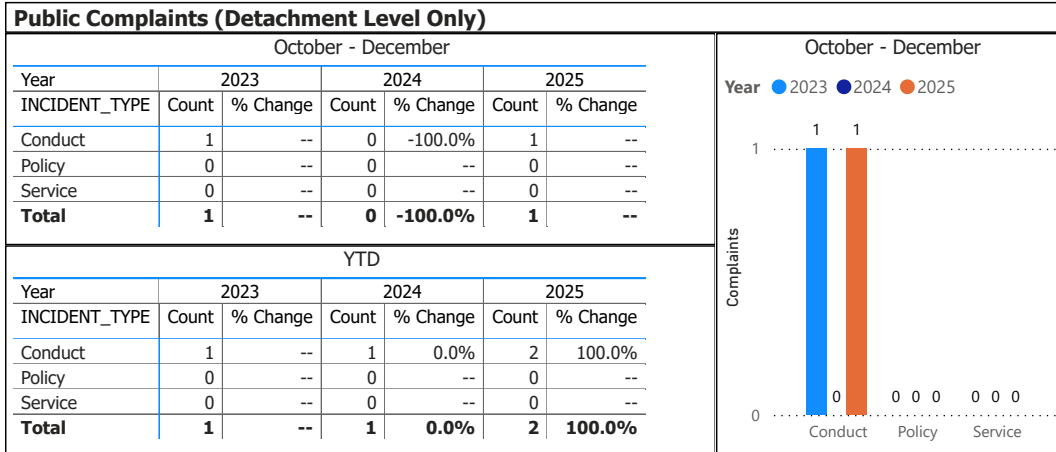 Public Complaints (Detachment Level Only)
October - December
Year 2023 2024 2025
INCIDENT_TYPE Count % Change Count % Change Count % Change
Conduct 1 -- 0 -100.0% 1 --
Policy 0 -- 0 -- 0 --
Service 0 -- 0 -- 0 --
Total 1 -- 0 -100.0% 1 --
YTD
Year 2023 2024 2025
INCIDENT_TYPE Count % Change Count % Change Count % Change
Conduct 1 -- 1 0.0% 2 100.0%
Policy 0 -- 0 -- 0 --
Service 0 -- 0 -- 0 --
Total 1 -- 1 0.0% 2 100.0%
October - December
Year 2023 2024 2025
1 1
1
Complaints
0 0 0 0 0 0 0
0
Conduct Policy Service